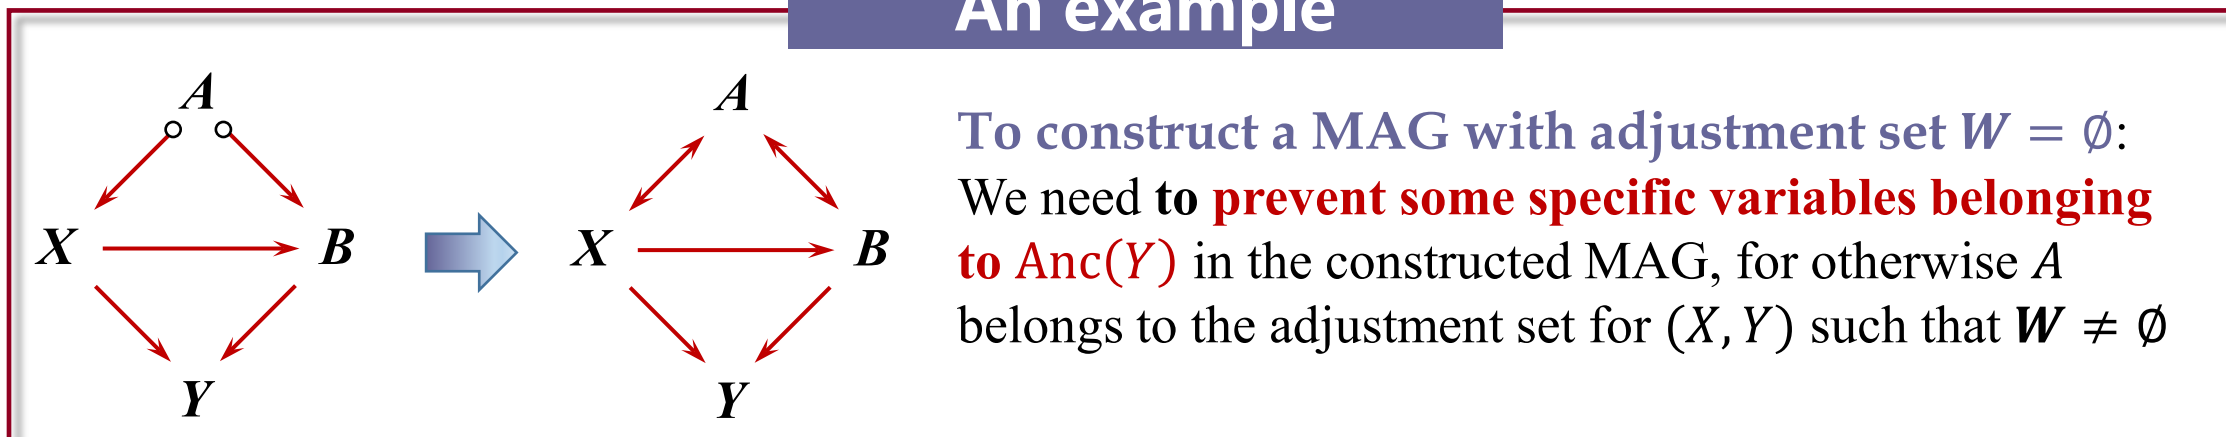 An example
A
X
B
Y
A
X
B
Y
To construct a MAG with adjustment set W = ∅:
We need to prevent some specific variables belonging
to Anc(Y) in the constructed MAG, for otherwise A
belongs to the adjustment set for (X, Y) such that W ≠ ∅